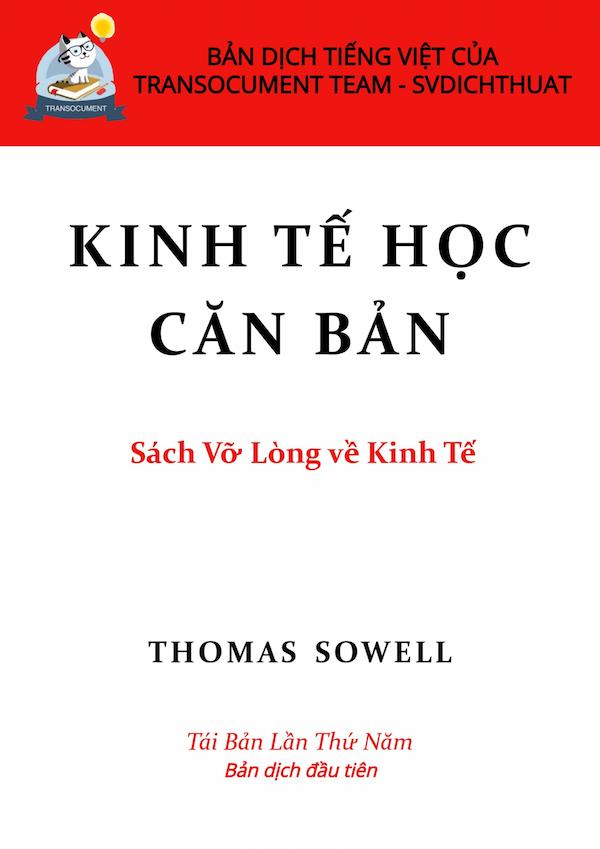 BẢN DỊCH TIẾNG VIỆT CỦA
TRANSOCUMENT TEAM - SVDICHTHUAT
TRANSOCUMENT
KINH TẾ HỌC
CĂN BẢN
Sách Vỡ Lòng về Kinh Tế
THOMAS SOWELL
Tái Bản Lần Thứ Năm
Bản dịch đầu tiên